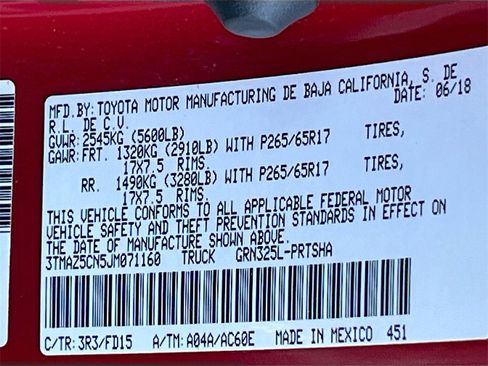 MFD.BY:TOYOTA MOTOR MANUFACTURING DE BAJA CALIFORNIA, S. DE
R.L. DE C.V. DATE: 06/18
GVWR: 2545KG (5600LB)
GAWR:FRT. 1320KG (2910LB) WITH P265/65R17 TIRES,
17X7.5 RIMS.
RR. 1490KG (3280LB) WITH P265/65R17 TIRES,
17X7.5 RIMS.
THIS VEHICLE CONFORMS TO ALL APPLICABLE FEDERAL MOTOR
VEHICLE SAFETY AND THEFT PREVENTION STANDARDS IN EFFECT ON
THE DATE OF MANUFACTURE SHOWN ABOVE.
3TMAZ5CN5JM071160 TRUCK GRN325L-PRTSHA
C/TR: 3R3/FD15 A/TM: A04A/AC60E MADE IN MEXICO 451